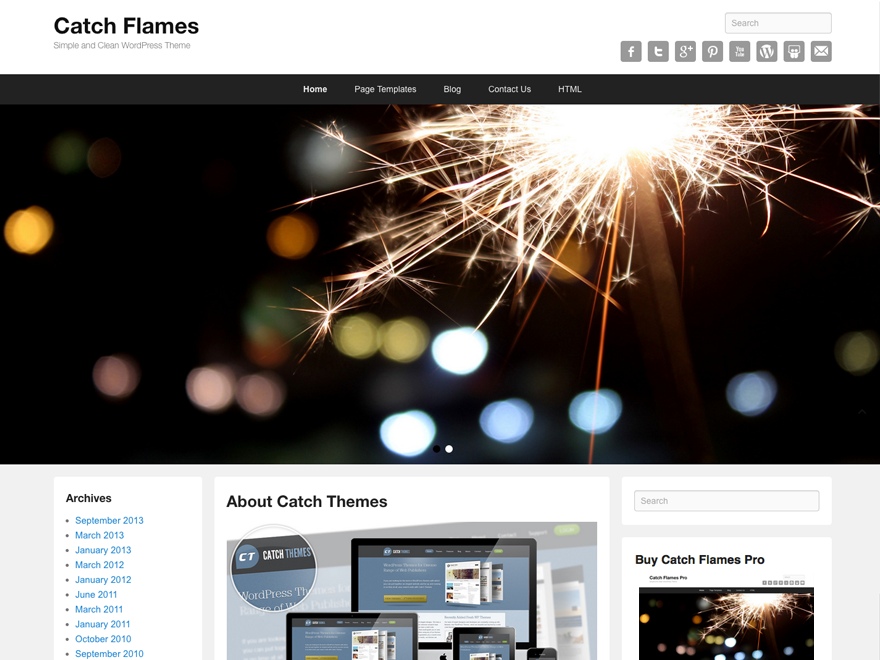 Catch Flames
Simple and Clean WordPress Theme
Search
Home Page Templates Blog Contact Us HTML
Archives
September 2013
March 2013
January 2013
March 2012
January 2012
June 2011
March 2011
January 2011
October 2010
September 2010
About Catch Themes
CT CATCH THEMES
WordPress Themes for
Range of Web Publishers
Search
Buy Catch Flames Pro
Catch Flames Pro